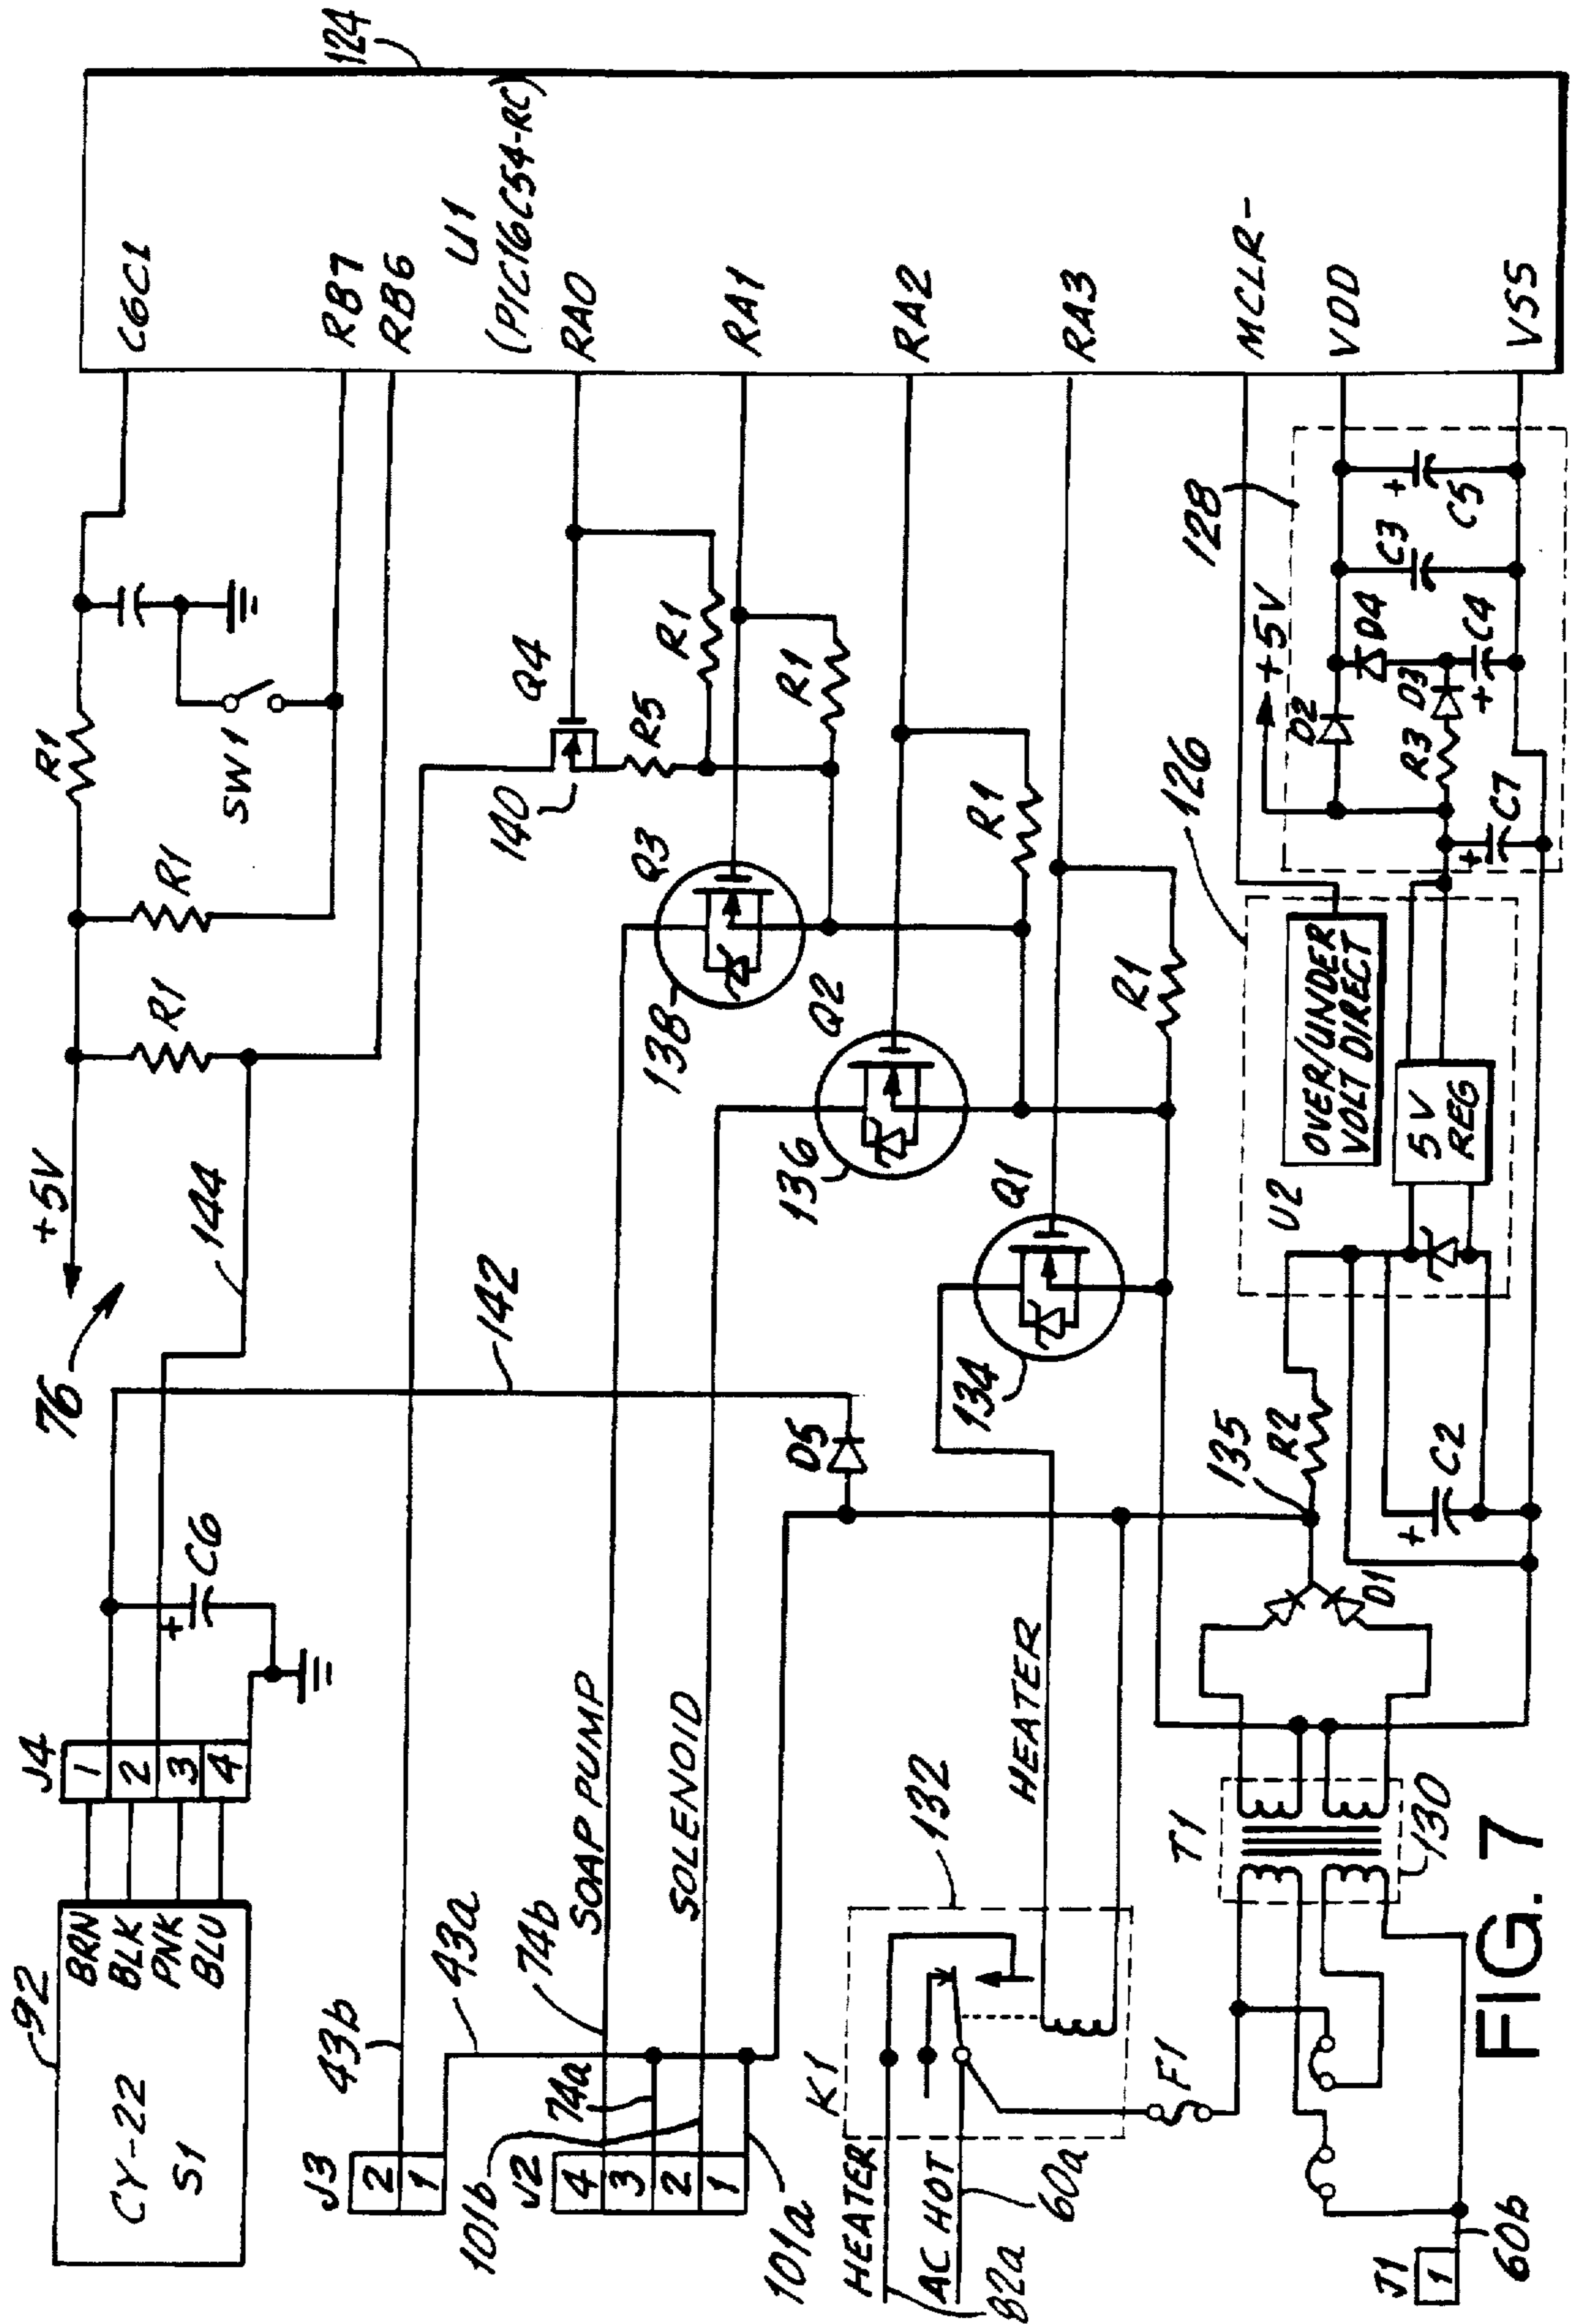 92
CY-22
S1
BRN
BLK
PNK
BLU
J4
1
2
3
4
+
C6
76
+5V
144
R1
R1
R1
SW1
C6C1
RB7
RB6
U1
(PIC16C54-RC)
124
RA0
RA1
RA2
RA3
MCLR-
VDD
VSS
J3
2
1
43b
43a
142
140
Q4
R5
R1
R1
R1
R1
Q3
138
Q2
136
Q1
134
SOAP PUMP
74b
SOLENOID
74a
101b
J2
4
3
2
1
101a
D5
HEATER
132
K1
HEATER
AC HOT
82a
60a
F1
J1
1
60b
T1
130
D1
135
R2
+
C2
U2
126
OVER/UNDER
VOLT DIRECT
5V
REG
128
+5V
D2
R3
D3
D4
+
C7
+
C4
C3
+
C5
FIG. 7